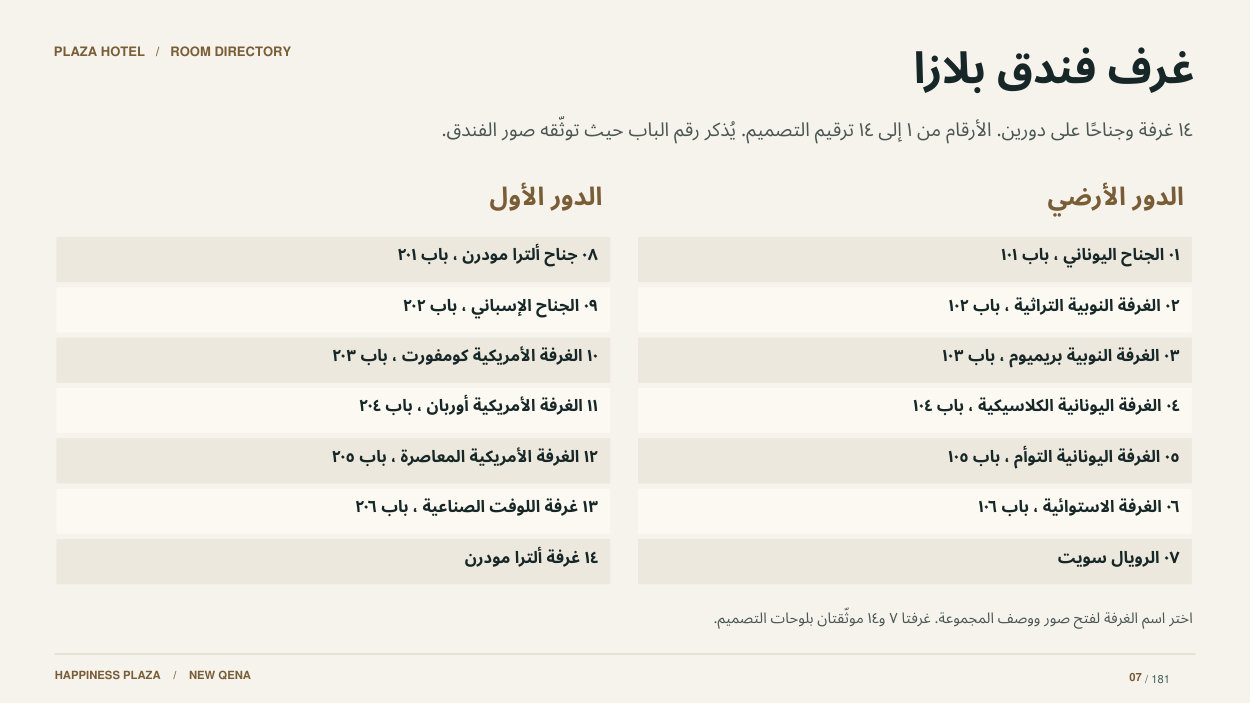 PLAZA HOTEL / ROOM DIRECTORY
غرف فندق بلازا
١٤ غرفة وجناحًا على دورين. الأرقام من ١ إلى ١٤ ترقيم التصميم. يُذكر رقم الباب حيث توثّقه صور الفندق.
الدور الأرضي
٠١ الجناح اليوناني ، باب ١٠١
٠٢ الغرفة النوبية التراثية ، باب ١٠٢
٠٣ الغرفة النوبية بريميوم ، باب ١٠٣
٠٤ الغرفة اليونانية الكلاسيكية ، باب ١٠٤
٠٥ الغرفة اليونانية التوأم ، باب ١٠٥
٠٦ الغرفة الاستوائية ، باب ١٠٦
٠٧ الرويال سويت
الدور الأول
٠٨ جناح ألترا مودرن ، باب ٢٠١
٠٩ الجناح الإسباني ، باب ٢٠٢
١٠ الغرفة الأمريكية كومفورت ، باب ٢٠٣
١١ الغرفة الأمريكية أوربان ، باب ٢٠٤
١٢ الغرفة الأمريكية المعاصرة ، باب ٢٠٥
١٣ غرفة اللوفت الصناعية ، باب ٢٠٦
١٤ غرفة ألترا مودرن
اختر اسم الغرفة لفتح صور ووصف المجموعة. غرفتا ٧ و١٤ موثّقتان بلوحات التصميم.
HAPPINESS PLAZA / NEW QENA
07 / 181